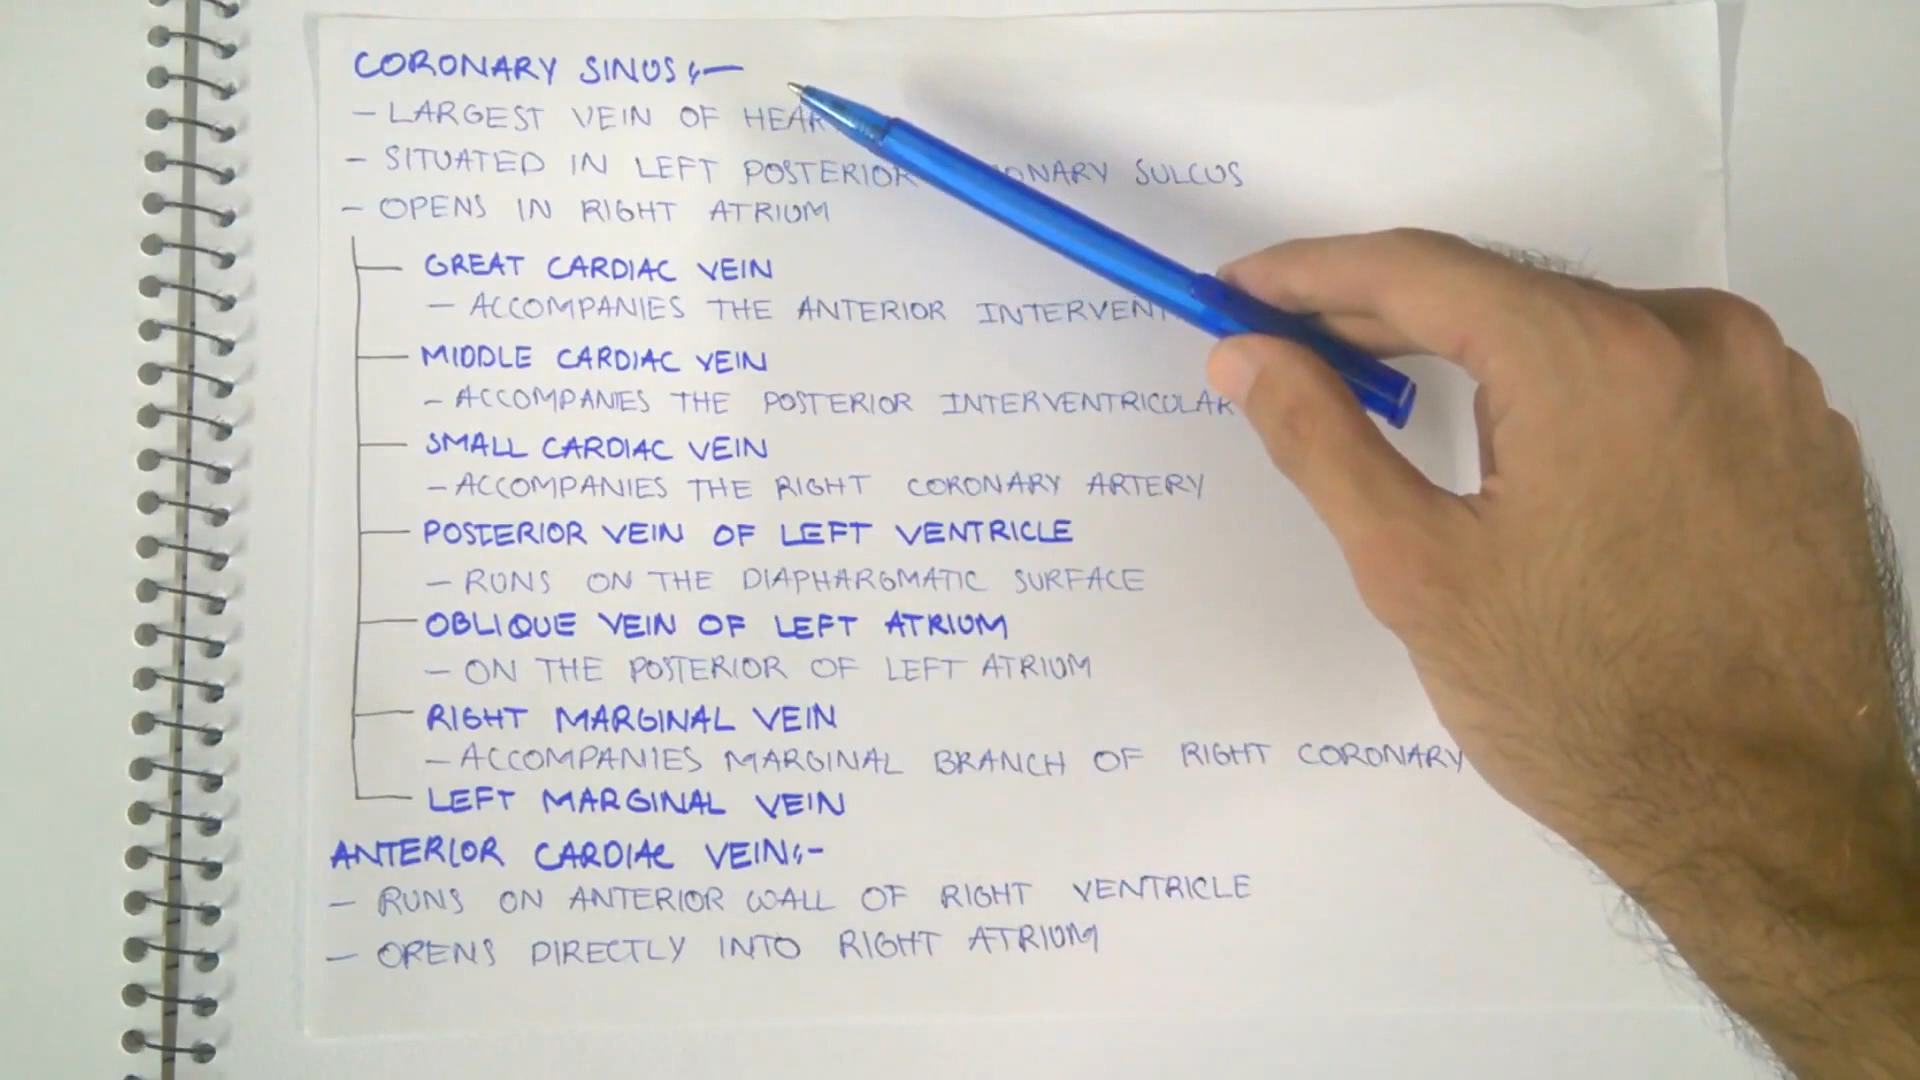 CORONARY SINUS:-
- LARGEST VEIN OF
- SITUATED IN LEFT POSTERIOR SULCUS
- OPENS IN RIGHT ATRIUM
GREAT CARDIAC VEIN
- ACCOMPANIES THE ANTERIOR
MIDDLE CARDIAC VEIN
- ACCOMPANIES THE POSTERIOR INTERVENTRICULAR
SMALL CARDIAC VEIN
- ACCOMPANIES THE RIGHT CORONARY ARTERY
POSTERIOR VEIN OF LEFT VENTRICLE
- RUNS ON THE DIAPHARGMATIC SURFACE
OBLIQUE VEIN OF LEFT ATRIUM
- ON THE POSTERIOR OF LEFT ATRIUM
RIGHT MARGINAL VEIN
- ACCOMPANIES MARGINAL BRANCH OF RIGHT CORONARY
LEFT MARGINAL VEIN
ANTERIOR CARDIAC VEIN:-
- RUNS ON ANTERIOR WALL OF RIGHT VENTRICLE
- OPENS DIRECTLY INTO RIGHT ATRIUM